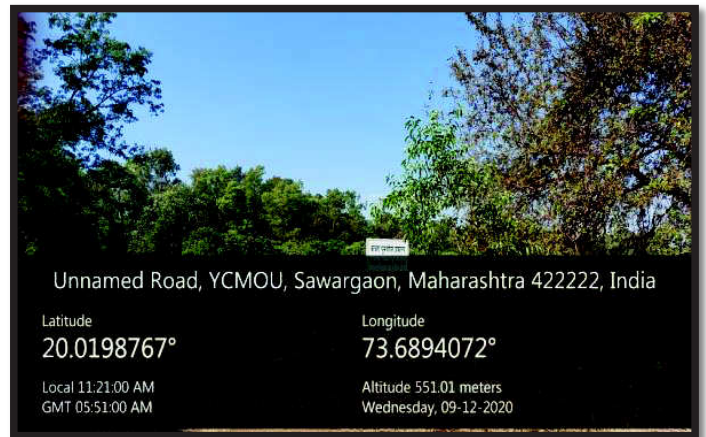 Unnamed Road, YCMOU, Sawargaon, Maharashtra 422222, India
Latitude
Longitude
20.0198767°
73.6894072°
Local 11:21:00 AM
Altitude 551.01 meters
GMT 05:51:00 AM
Wednesday, 09-12-2020